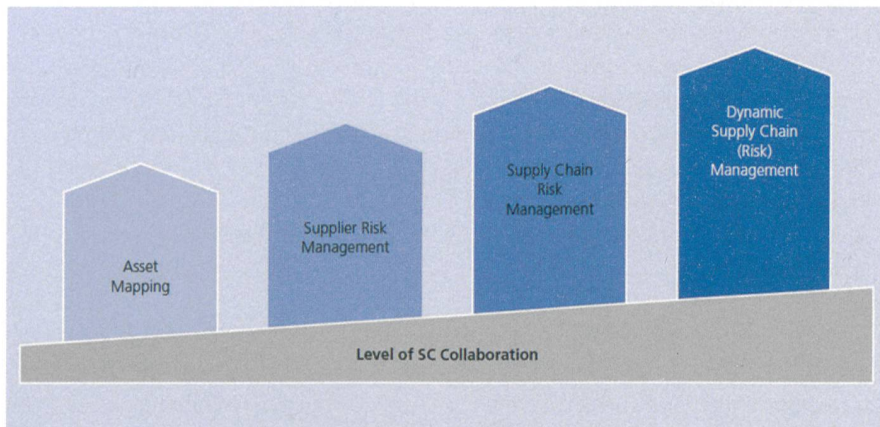 Asset
Mapping
Supplier Risk
Management
Supply Chain
Risk
Management
Dynamic
Supply Chain
(Risk)
Management
Level of SC Collaboration